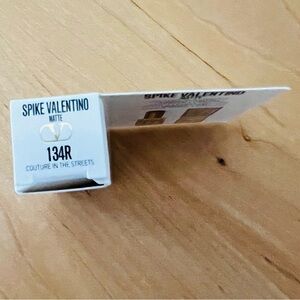 SPIKE VALENTINO
MATTE
134R
COUTURE IN THE STREETS
SPIKE VALENTINO